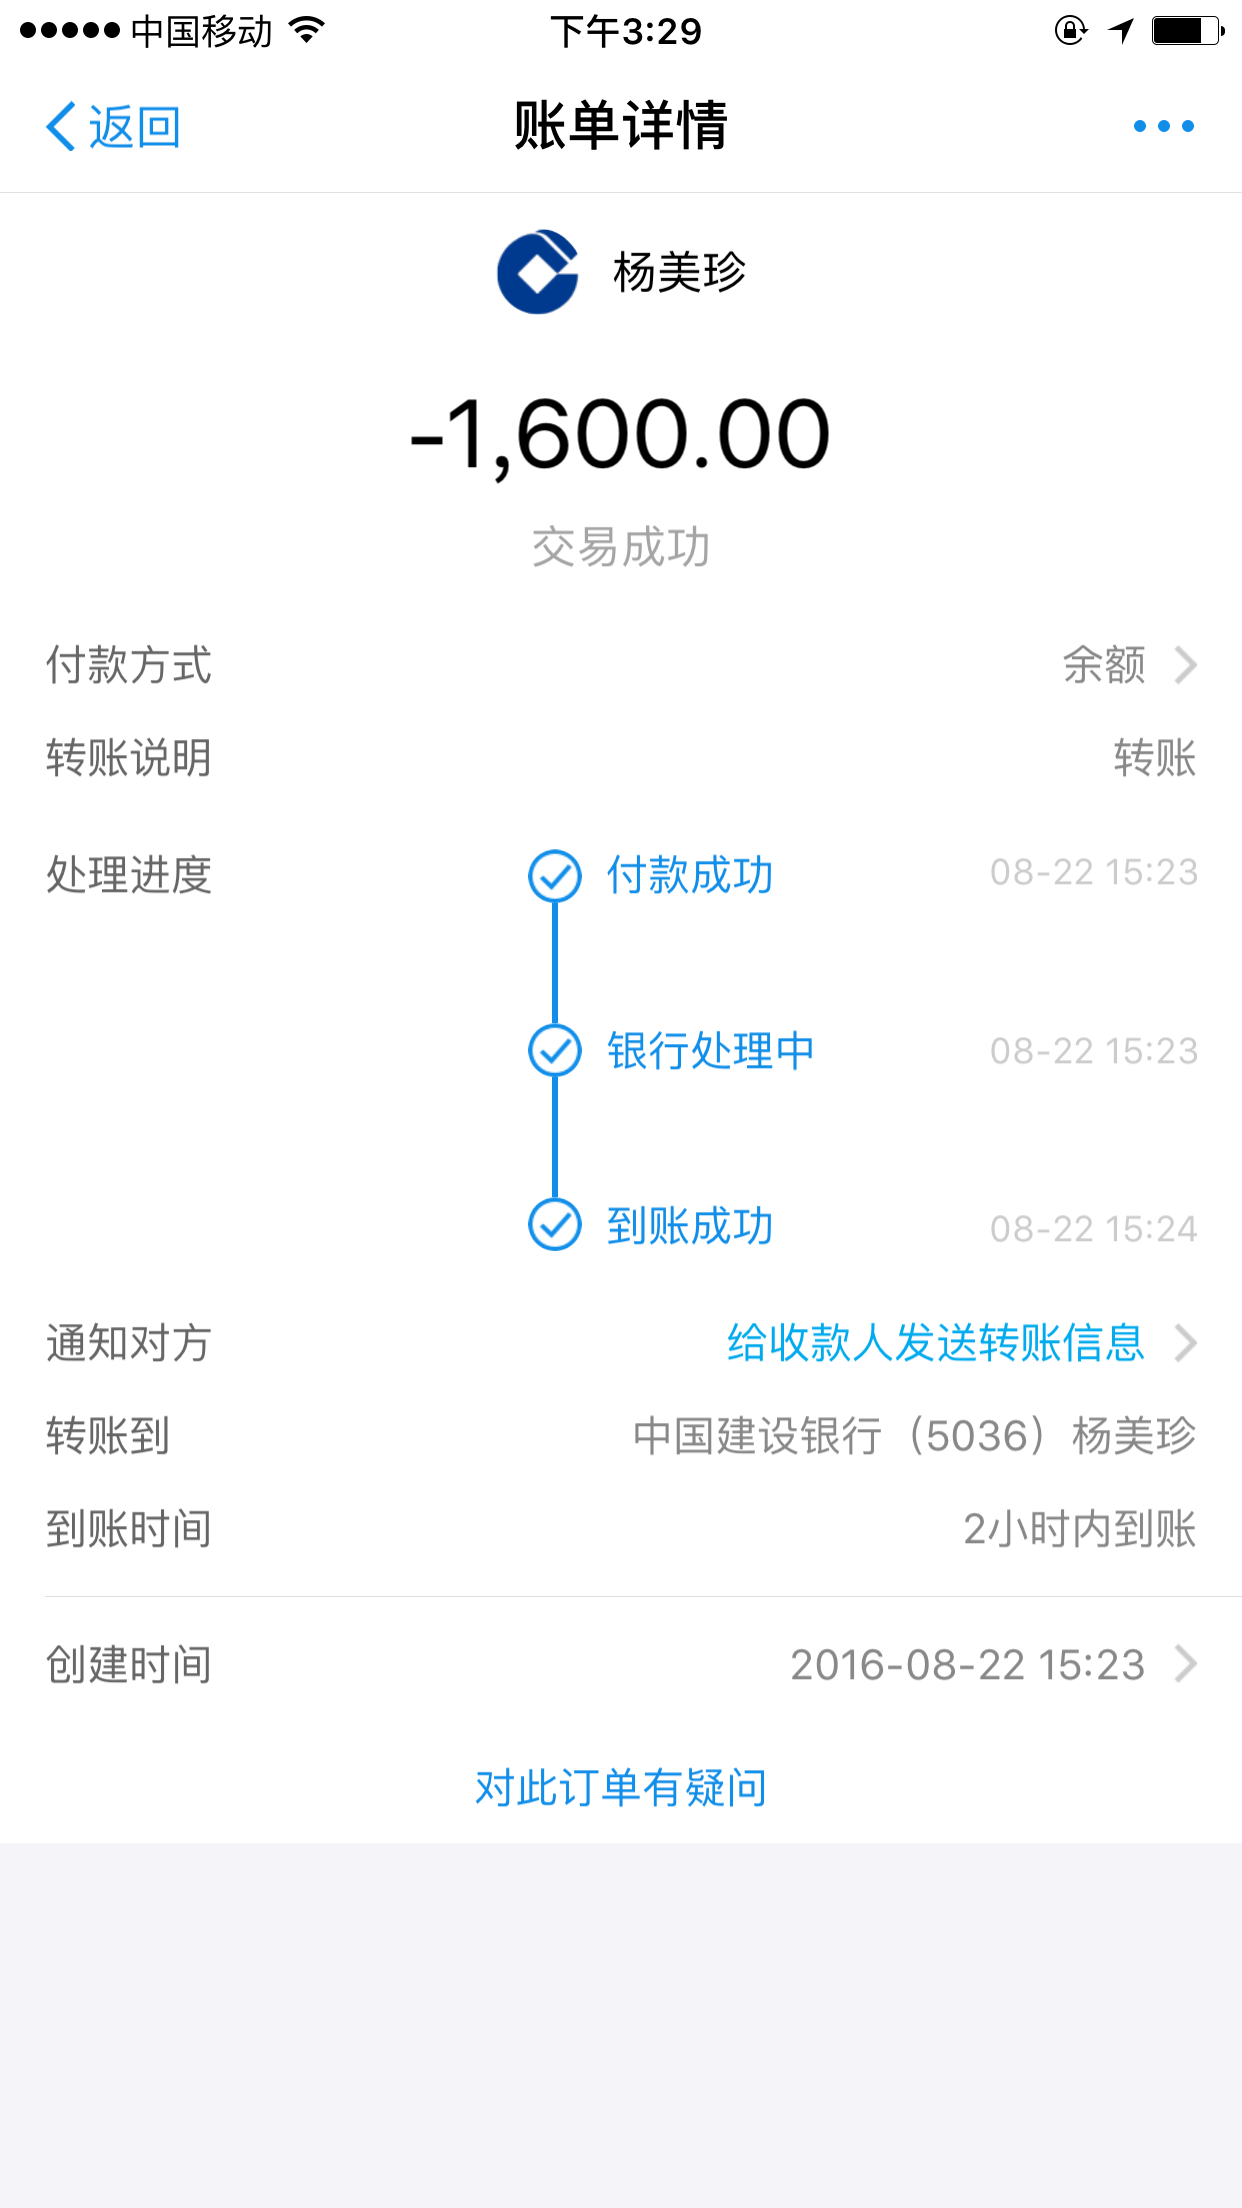 中国移动 下午3:29
返回 账单详情
杨美珍
-1,600.00
交易成功
付款方式 余额
转账说明 转账
处理进度 付款成功 08-22 15:23
银行处理中 08-22 15:23
到账成功 08-22 15:24
通知对方 给收款人发送转账信息
转账到 中国建设银行（5036）杨美珍
到账时间 2小时内到账
创建时间 2016-08-22 15:23
对此订单有疑问